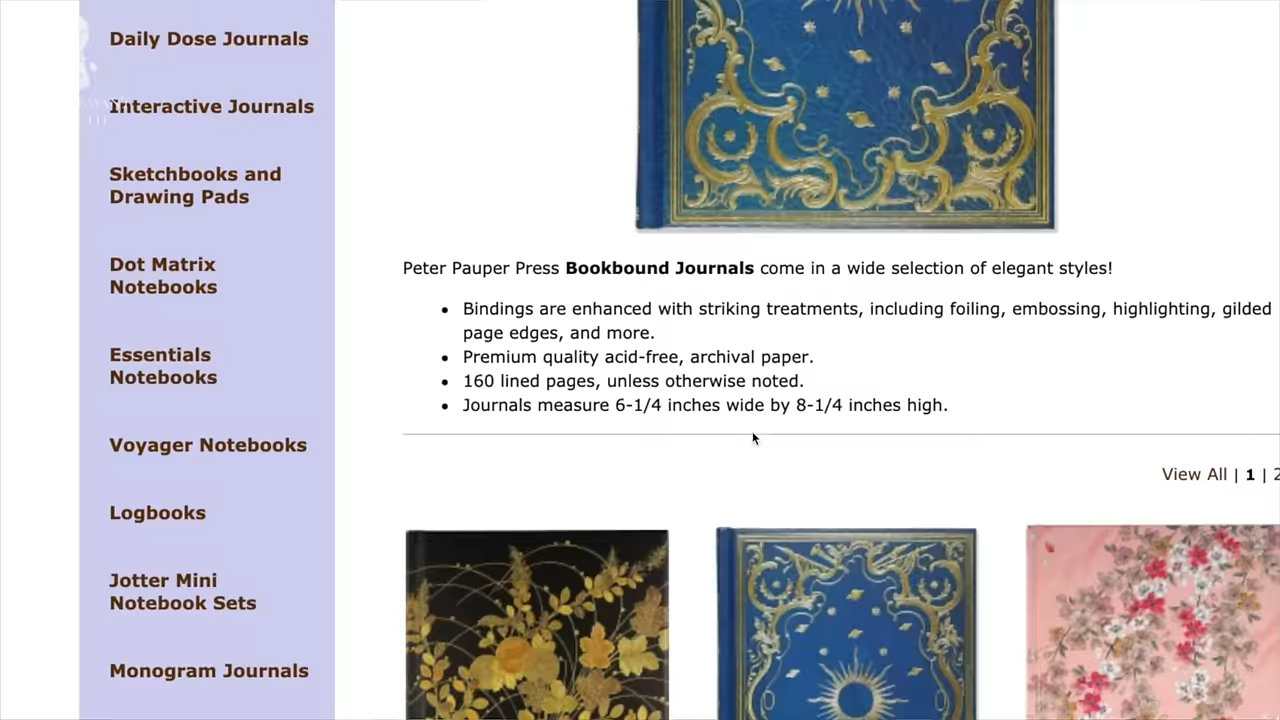 Daily Dose Journals
Interactive Journals
Sketchbooks and
Drawing Pads
Dot Matrix
Notebooks
Essentials
Notebooks
Voyager Notebooks
Logbooks
Jotter Mini
Notebook Sets
Monogram Journals
Peter Pauper Press Bookbound Journals come in a wide selection of elegant styles!
• Bindings are enhanced with striking treatments, including foiling, embossing, highlighting, gilded
page edges, and more.
• Premium quality acid-free, archival paper.
• 160 lined pages, unless otherwise noted.
• Journals measure 6-1/4 inches wide by 8-1/4 inches high.
View All | 1 | 2